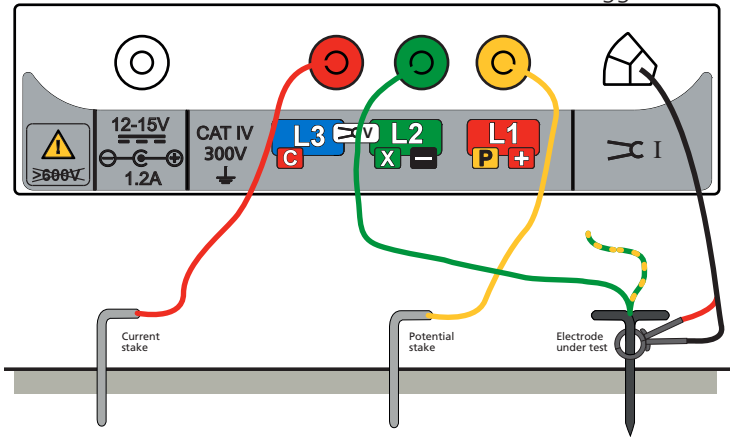 12-15V
1.2A
>600V
CAT IV
300V
L3
V
L2
L1
C
X
−
P
+
I
Current
stake
Potential
stake
Electrode
under test